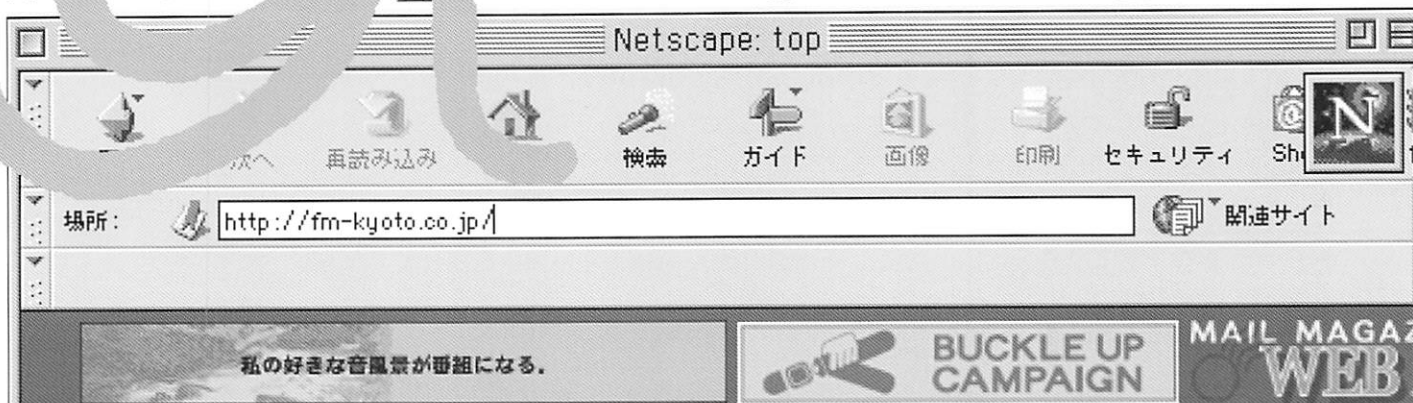 Netscape: top
次へ 再読み込み 検索 ガイド 画像 印刷 セキュリティ
N
場所: http://fm-kyoto.co.jp/ 関連サイト
私の好きな音風景が番組になる.
BUCKLE UP
CAMPAIGN
MAIL
WEB